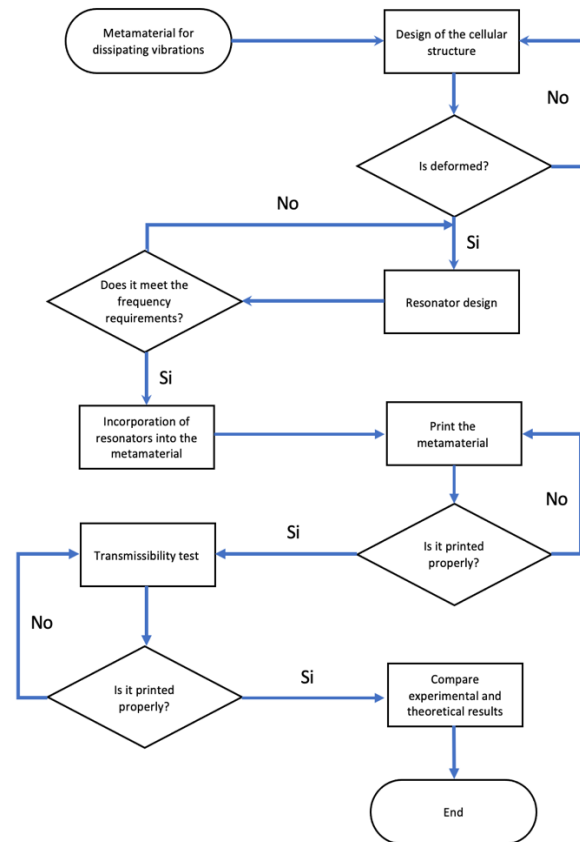 Metamaterial for
dissipating vibrations
Design of the cellular
structure
No
Is deformed?
No
Si
Does it meet the
frequency
requirements?
Resonator design
Si
Incorporation of
resonators into the
metamaterial
Print the
metamaterial
No
Si
Transmissibility test
Is it printed
properly?
No
Is it printed
properly?
Si
Compare
experimental and
theoretical results
End